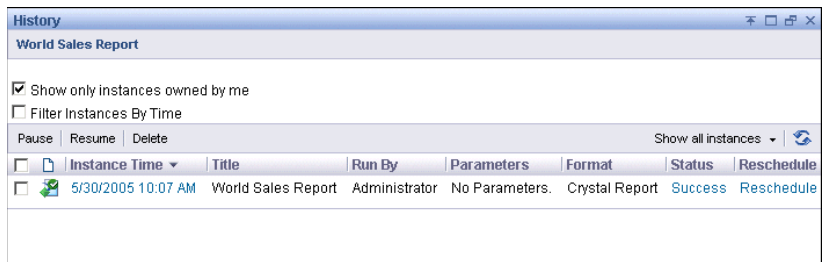 History
World Sales Report
Show only instances owned by me
Filter Instances By Time
Pause Resume Delete Show all instances
Instance Time Title Run By Parameters Format Status Reschedule
5/30/2005 10:07 AM World Sales Report Administrator No Parameters. Crystal Report Success Reschedule